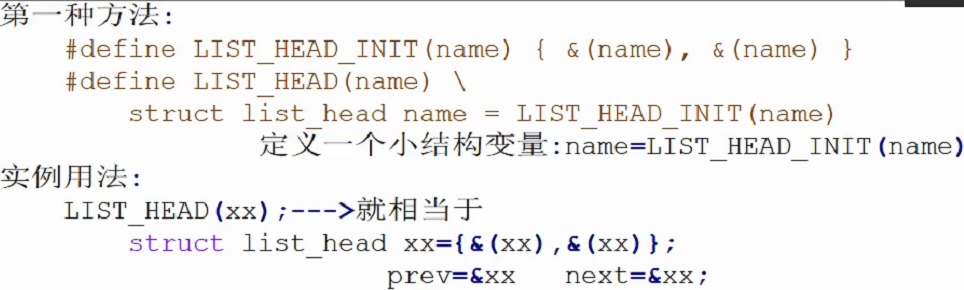 第一种方法:
#define LIST_HEAD_INIT(name) { &(name), &(name) }
#define LIST_HEAD(name) \
struct list_head name = LIST_HEAD_INIT(name)
定义一个小结构变量:name=LIST_HEAD_INIT(name)
实例用法:
LIST_HEAD(xx);--->就相当于
struct list_head xx={&(xx),&(xx)};
prev=&xx next=&xx;